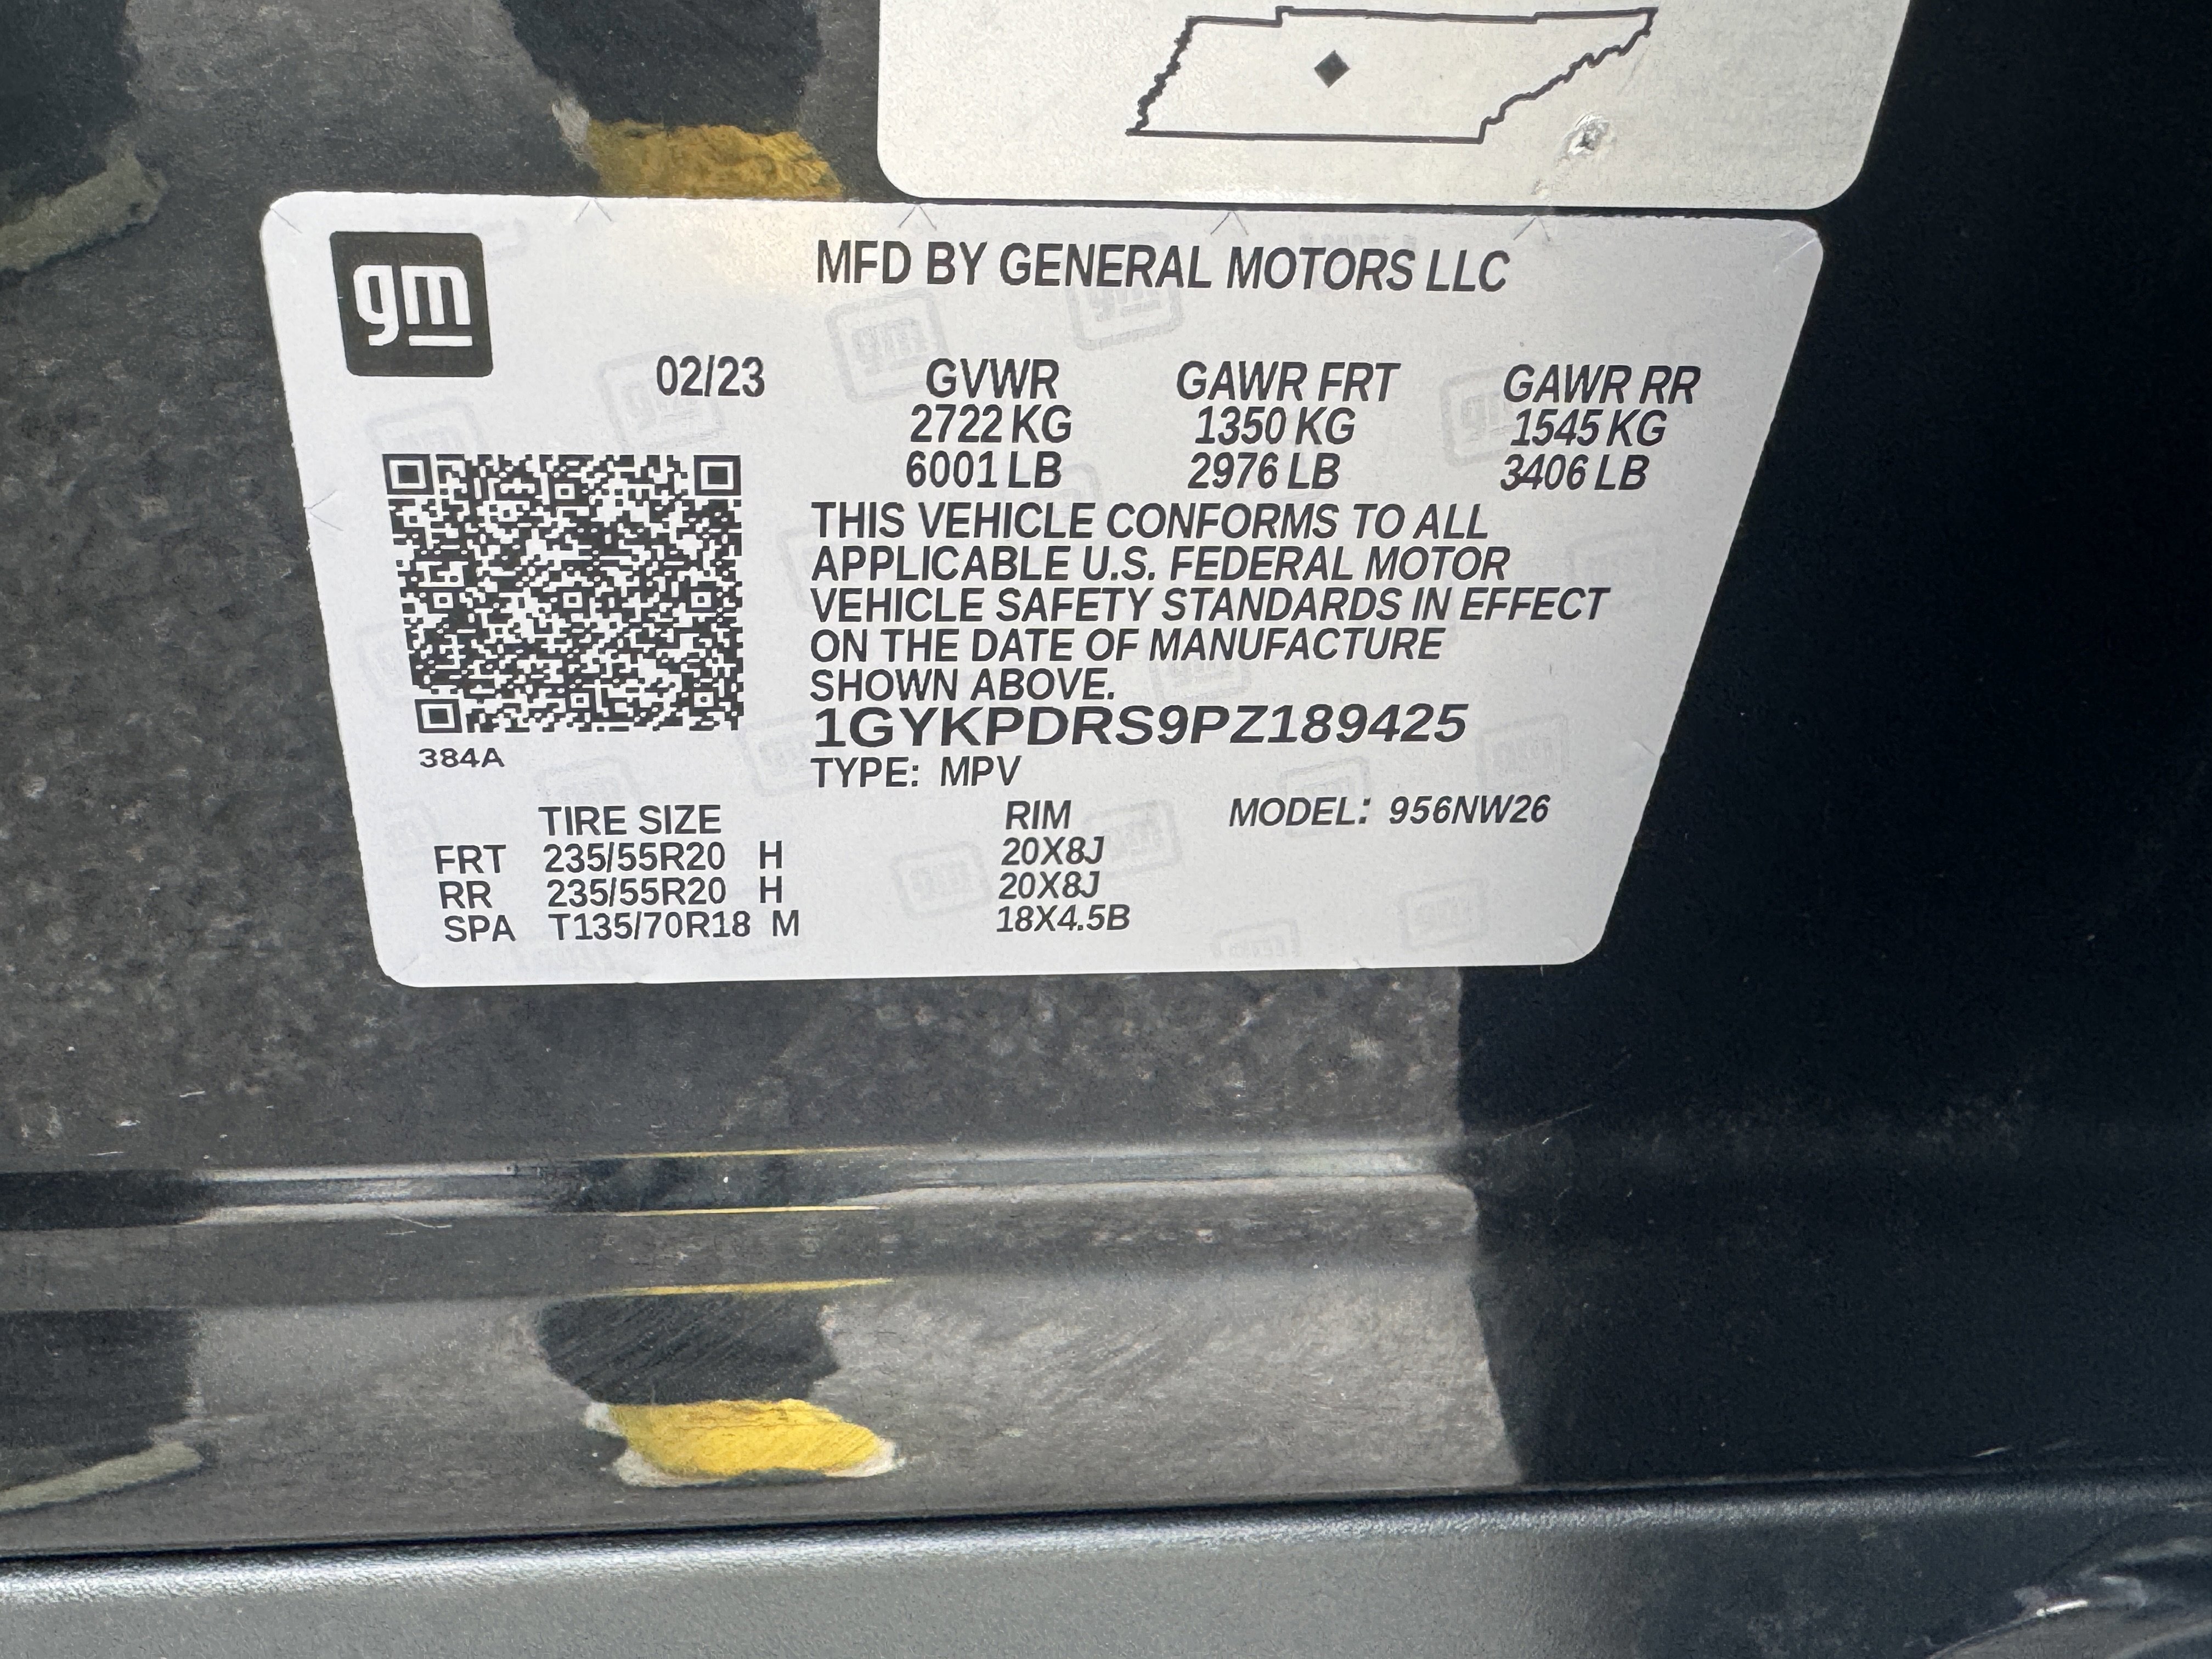 gm
MFD BY GENERAL MOTORS LLC
02/23 GVWR GAWR FRT GAWR RR
2722 KG 1350 KG 1545 KG
6001 LB 2976 LB 3406 LB
THIS VEHICLE CONFORMS TO ALL
APPLICABLE U.S. FEDERAL MOTOR
VEHICLE SAFETY STANDARDS IN EFFECT
ON THE DATE OF MANUFACTURE
SHOWN ABOVE.
1GYKPDRS9PZ189425
384A
TYPE: MPV
TIRE SIZE RIM MODEL: 956NW26
FRT 235/55R20 H 20X8J
RR 235/55R20 H 20X8J
SPA T135/70R18 M 18X4.5B